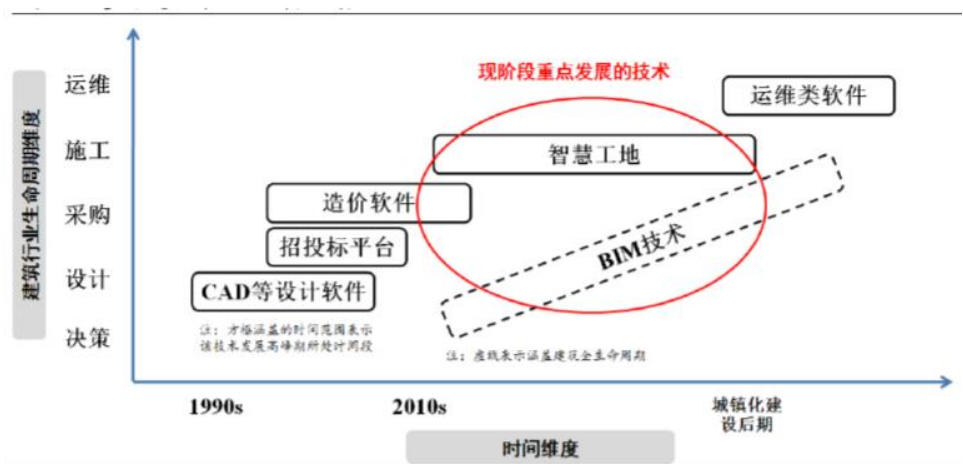 现阶段重点发展的技术
建筑行业生命周期维度
运维
运维类软件
施工
智慧工地
采购
造价软件
招投标平台
BIM技术
设计
CAD等设计软件
决策
注：方格涵盖的时间范围表示
该技术发展高峰期所处时间段
注：虚线表示涵盖建筑全生命周期
1990s
2010s
城镇化建
设后期
时间维度